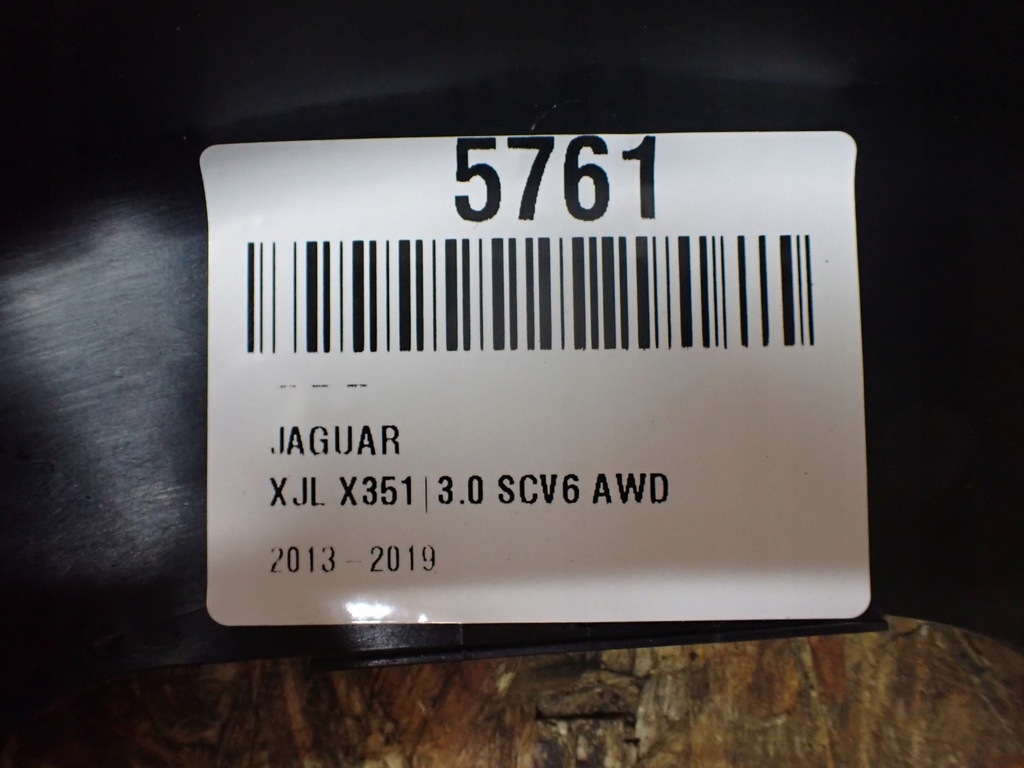 5761
JAGUAR
XJL X351 | 3.0 SCV6 AWD
2013 - 2019